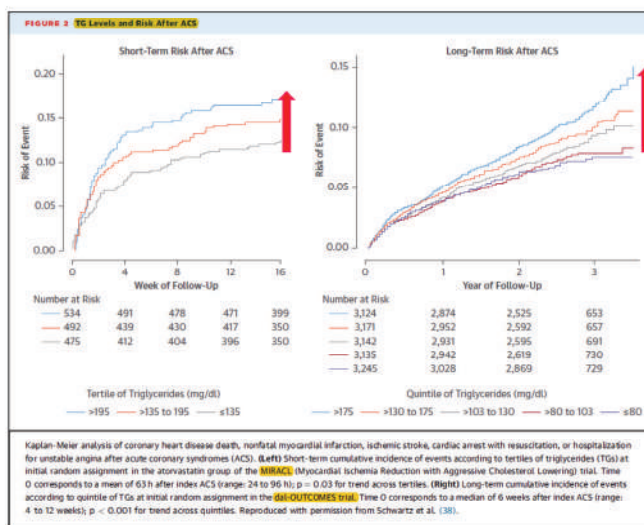 FIGURE 2 TG Levels and Risk After ACS
Short-Term Risk After ACS
Risk of Event
0.20
0.15
0.10
0.05
0.00
0 4 8 12 16
Week of Follow-Up
Number at Risk
534 491 478 471 399
492 439 430 417 350
475 412 404 396 350
Tertile of Triglycerides (mg/dl)
>195 >135 to 195 ≤135
Long-Term Risk After ACS
Risk of Event
0.15
0.10
0.05
0.00
0 1 2 3
Year of Follow-Up
Number at Risk
3,124 2,874 2,525 653
3,171 2,952 2,592 657
3,142 2,931 2,595 691
3,135 2,942 2,619 730
3,245 3,028 2,869 729
Quintile of Triglycerides (mg/dl)
>175 >130 to 175 >103 to 130 >80 to 103 ≤80
Kaplan-Meier analysis of coronary heart disease death, nonfatal myocardial infarction, ischemic stroke, cardiac arrest with resuscitation, or hospitalization
for unstable angina after acute coronary syndromes (ACS). (Left) Short-term cumulative incidence of events according to tertiles of triglycerides (TGs) at
initial random assignment in the atorvastatin group of the MIRACL (Myocardial Ischemia Reduction with Aggressive Cholesterol Lowering) trial. Time
0 corresponds to a mean of 63 h after index ACS (range: 24 to 96 h); p = 0.03 for trend across tertiles. (Right) Long-term cumulative incidence of events
according to quintile of TGs at initial random assignment in the dal-OUTCOMES trial. Time 0 corresponds to a median of 6 weeks after index ACS (range:
4 to 12 weeks); p < 0.001 for trend across quintiles. Reproduced with permission from Schwartz et al. (38).